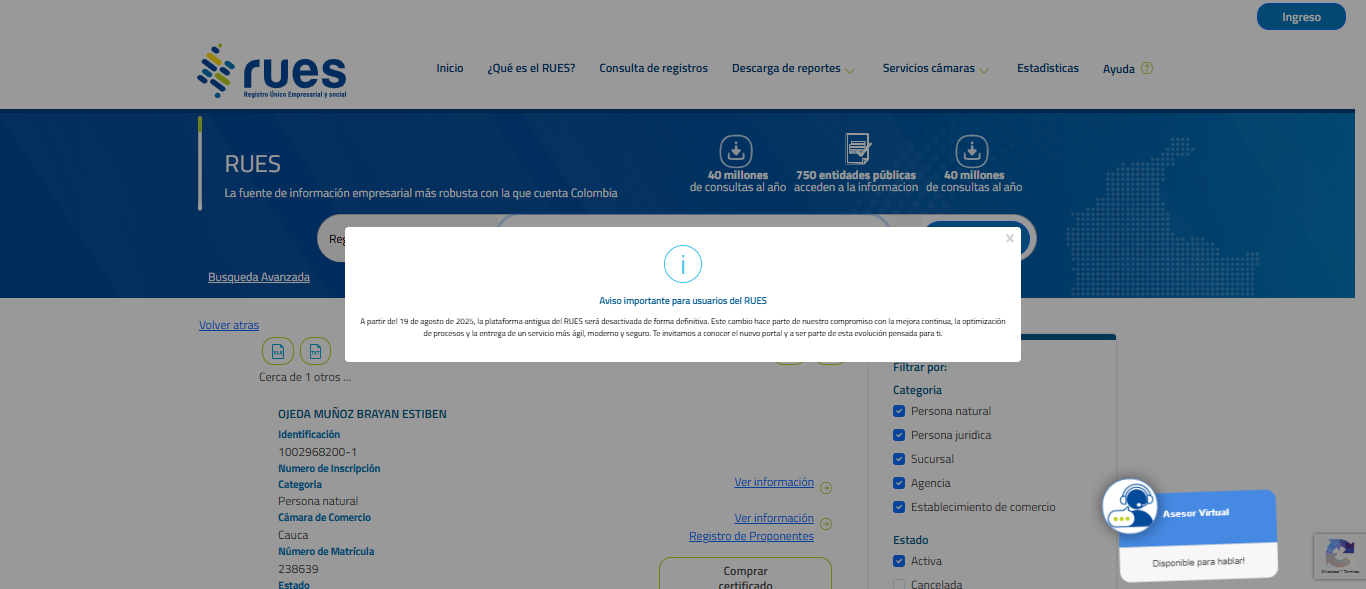 Ingreso
rues
Registro Único Empresarial y social
Inicio
¿Qué es el RUES?
Consulta de registros
Descarga de reportes
Servicios cámaras
Estadìsticas
Ayuda ?
RUES
La fuente de información empresarial más robusta con la que cuenta Colombia
40 millones
de consultas al año
750 entidades públicas
acceden a la informacion
40 millones
de consultas al año
Busqueda Avanzada
×
Aviso importante para usuarios del RUES
A partir del 19 de agosto de 2025, la plataforma antigua del RUES será desactivada de forma definitiva. Este cambio hace parte de nuestro compromiso con la mejora continua, la optimización
de procesos y la entrega de un servicio más ágil, moderno y seguro. Te invitamos a conocer el nuevo portal y a ser parte de esta evolución pensada para ti.
Volver atras
XLS
TXT
Cerca de 1 otros ...
OJEDA MUÑOZ BRAYAN ESTIBEN
Identificación
1002968200-1
Numero de Inscripción
Categoria
Persona natural
Cámara de Comercio
Cauca
Número de Matrícula
238639
Estado
Ver información
Ver información
Registro de Proponentes
Comprar
certificado
Filtrar por:
Categoria
Persona natural
Persona juridica
Sucursal
Agencia
Establecimiento de comercio
Estado
Activa
Cancelada
Asesor Virtual
Disponible para hablar!